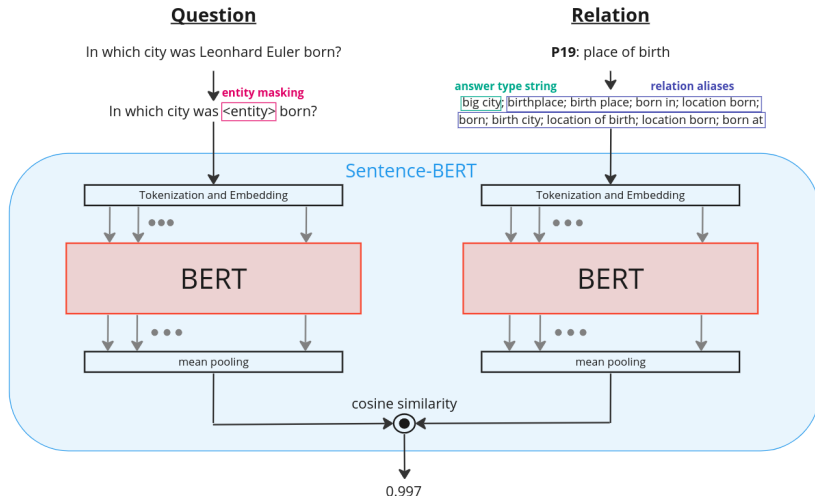 Question
In which city was Leonhard Euler born?
entity masking
In which city was <entity> born?
Relation
P19: place of birth
answer type string
relation aliases
big city; birthplace; birth place; born in; location born;
born; birth city; location of birth; location born; born at
Sentence-BERT
Tokenization and Embedding
BERT
mean pooling
Tokenization and Embedding
BERT
mean pooling
cosine similarity
0.997